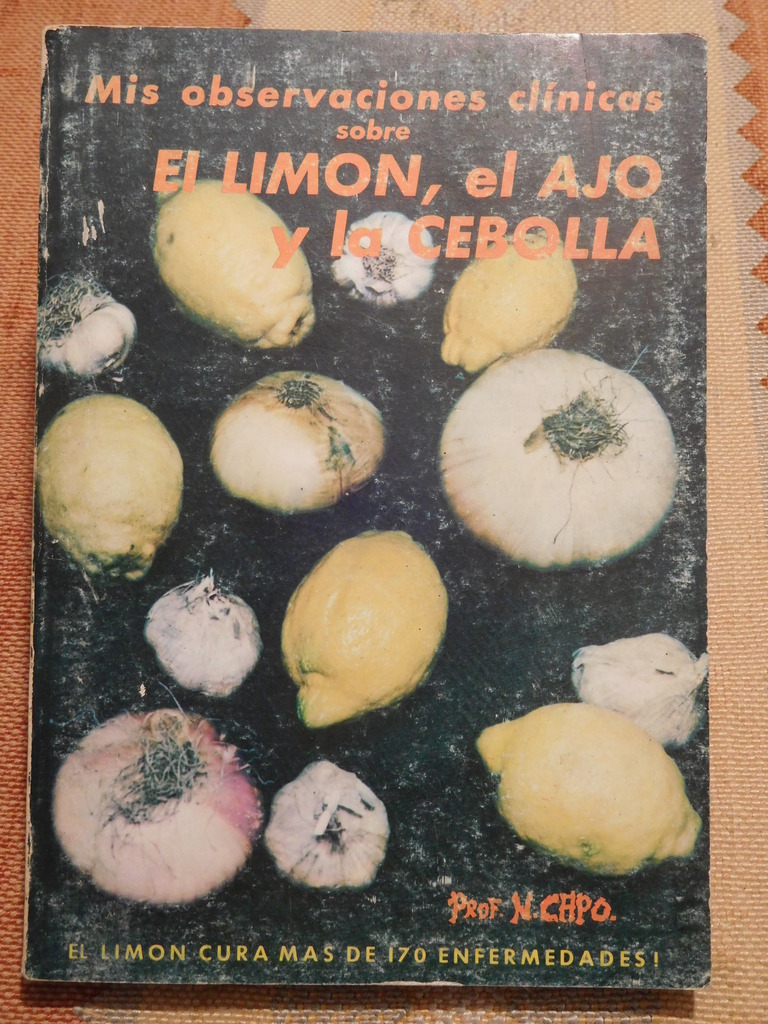 Mis observaciones clínicas
sobre
El LIMON, el AJO
y la CEBOLLA
PROF. N. CAPO.
EL LIMON CURA MAS DE 170 ENFERMEDADES!